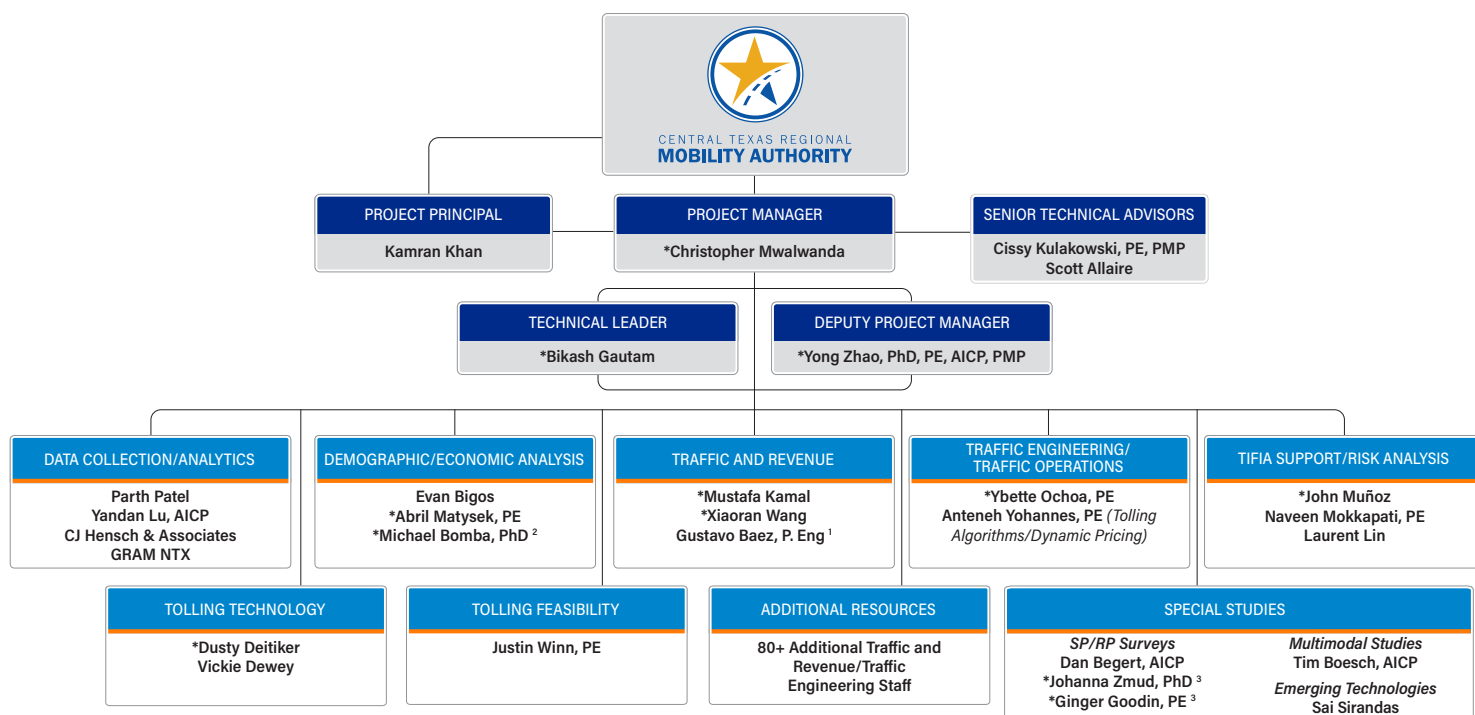 CENTRAL TEXAS REGIONAL
MOBILITY AUTHORITY
PROJECT PRINCIPAL
Kamran Khan
PROJECT MANAGER
*Christopher Mwalwanda
SENIOR TECHNICAL ADVISORS
Cissy Kulakowski, PE, PMP
Scott Allaire
TECHNICAL LEADER
*Bikash Gautam
DEPUTY PROJECT MANAGER
*Yong Zhao, PhD, PE, AICP, PMP
DATA COLLECTION/ANALYTICS
Parth Patel
Yandan Lu, AICP
CJ Hensch & Associates
GRAM NTX
DEMOGRAPHIC/ECONOMIC ANALYSIS
Evan Bigos
*Abril Matysek, PE
*Michael Bomba, PhD ²
TRAFFIC AND REVENUE
*Mustafa Kamal
*Xiaoran Wang
Gustavo Baez, P. Eng ¹
TRAFFIC ENGINEERING/
TRAFFIC OPERATIONS
*Ybette Ochoa, PE
Anteneh Yohannes, PE (Tolling
Algorithms/Dynamic Pricing)
TIFIA SUPPORT/RISK ANALYSIS
*John Muñoz
Naveen Mokkapati, PE
Laurent Lin
TOLLING TECHNOLOGY
*Dusty Deitiker
Vickie Dewey
TOLLING FEASIBILITY
Justin Winn, PE
ADDITIONAL RESOURCES
80+ Additional Traffic and
Revenue/Traffic
Engineering Staff
SPECIAL STUDIES
SP/RP Surveys
Dan Begert, AICP
*Johanna Zmud, PhD ³
*Ginger Goodin, PE ³
Multimodal Studies
Tim Boesch, AICP
Emerging Technologies
Sai Sirandas